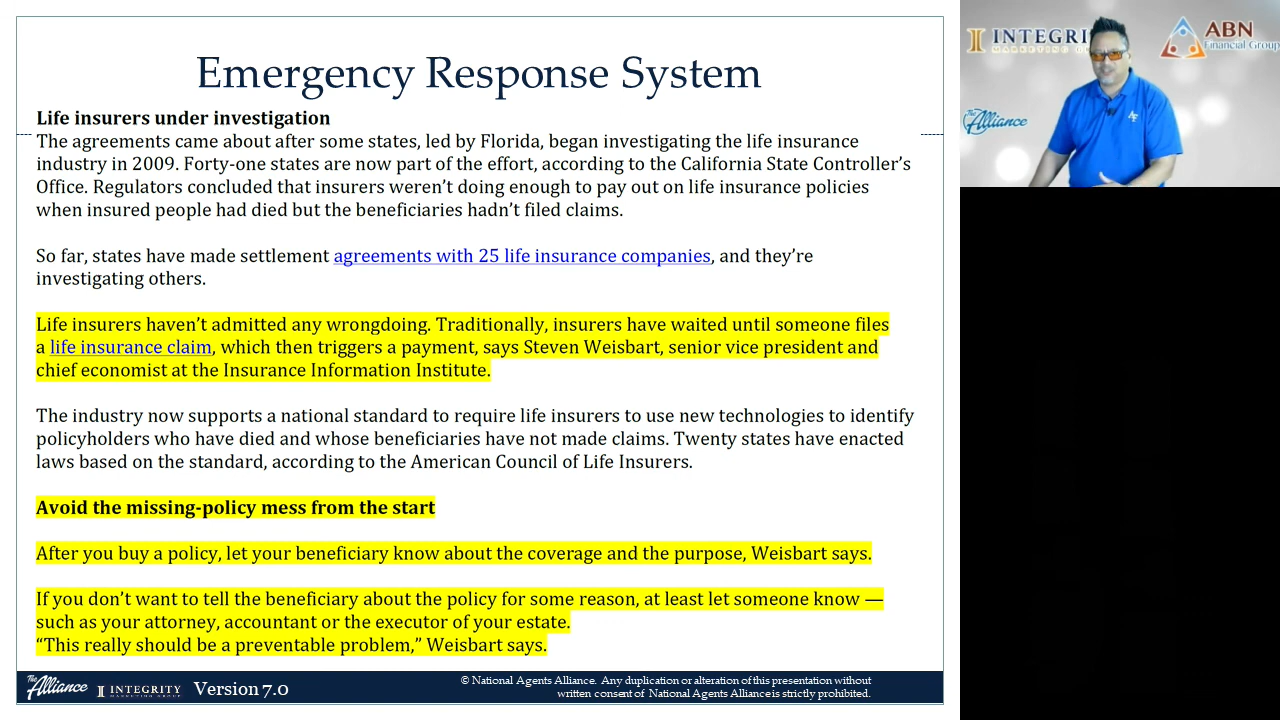 Emergency Response System
Life insurers under investigation
The agreements came about after some states, led by Florida, began investigating the life insurance
industry in 2009. Forty-one states are now part of the effort, according to the California State Controller’s
Office. Regulators concluded that insurers weren’t doing enough to pay out on life insurance policies
when insured people had died but the beneficiaries hadn’t filed claims.
So far, states have made settlement agreements with 25 life insurance companies, and they’re
investigating others.
Life insurers haven’t admitted any wrongdoing. Traditionally, insurers have waited until someone files
a life insurance claim, which then triggers a payment, says Steven Weisbart, senior vice president and
chief economist at the Insurance Information Institute.
The industry now supports a national standard to require life insurers to use new technologies to identify
policyholders who have died and whose beneficiaries have not made claims. Twenty states have enacted
laws based on the standard, according to the American Council of Life Insurers.
Avoid the missing-policy mess from the start
After you buy a policy, let your beneficiary know about the coverage and the purpose, Weisbart says.
If you don’t want to tell the beneficiary about the policy for some reason, at least let someone know —
such as your attorney, accountant or the executor of your estate.
“This really should be a preventable problem,” Weisbart says.
The Alliance INTEGRITY MARKETING GROUP Version 7.0
© National Agents Alliance. Any duplication or alteration of this presentation without
written consent of National Agents Alliance is strictly prohibited.
INTEGRI
ABN
Financial Group
The Alliance